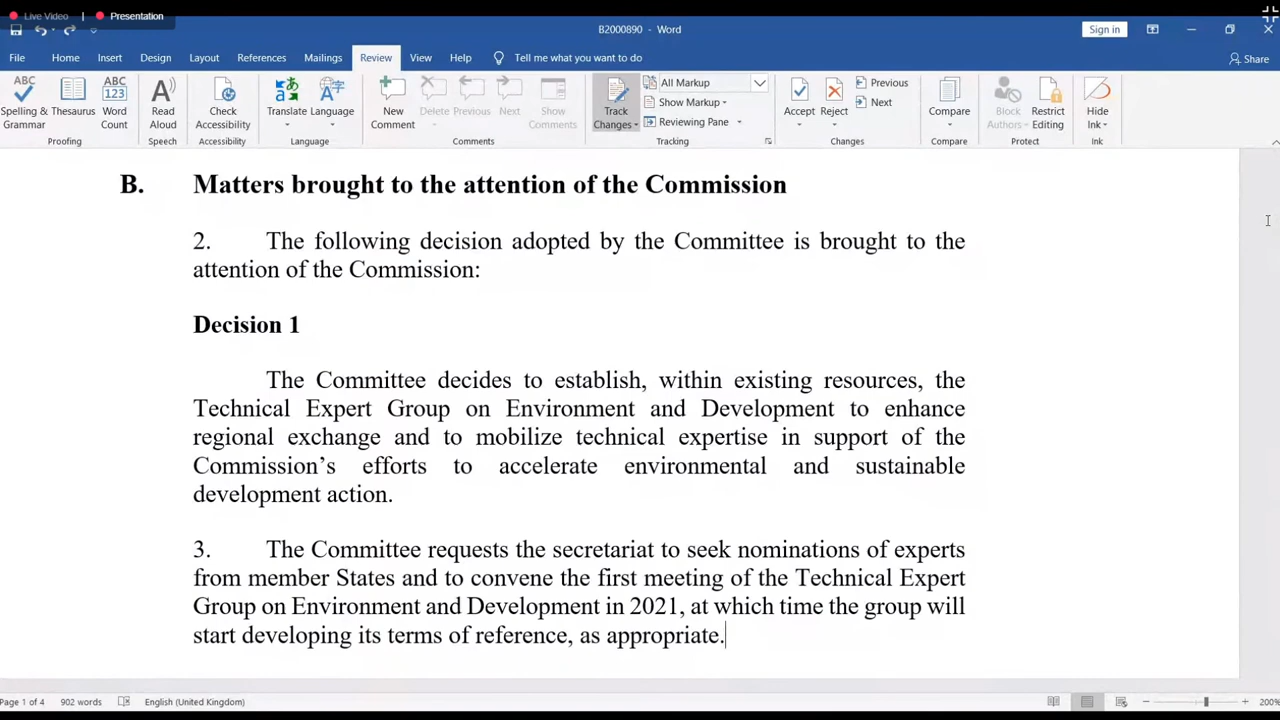 Live Video | Presentation
B2000890 - Word
Sign in
File Home Insert Design Layout References Mailings Review View Help Tell me what you want to do Share
Spelling & Grammar Thesaurus Word Count Read Aloud Check Accessibility Translate Language New Comment Delete Previous Next Show Comments Track Changes All Markup Show Markup Reviewing Pane Accept Reject Previous Next Compare Block Authors Restrict Editing Hide Ink
Proofing Speech Accessibility Language Comments Tracking Changes Compare Protect Ink
B. Matters brought to the attention of the Commission
2. The following decision adopted by the Committee is brought to the
attention of the Commission:
Decision 1
The Committee decides to establish, within existing resources, the
Technical Expert Group on Environment and Development to enhance
regional exchange and to mobilize technical expertise in support of the
Commission’s efforts to accelerate environmental and sustainable
development action.
3. The Committee requests the secretariat to seek nominations of experts
from member States and to convene the first meeting of the Technical Expert
Group on Environment and Development in 2021, at which time the group will
start developing its terms of reference, as appropriate.
Page 1 of 4 902 words English (United Kingdom) 200%